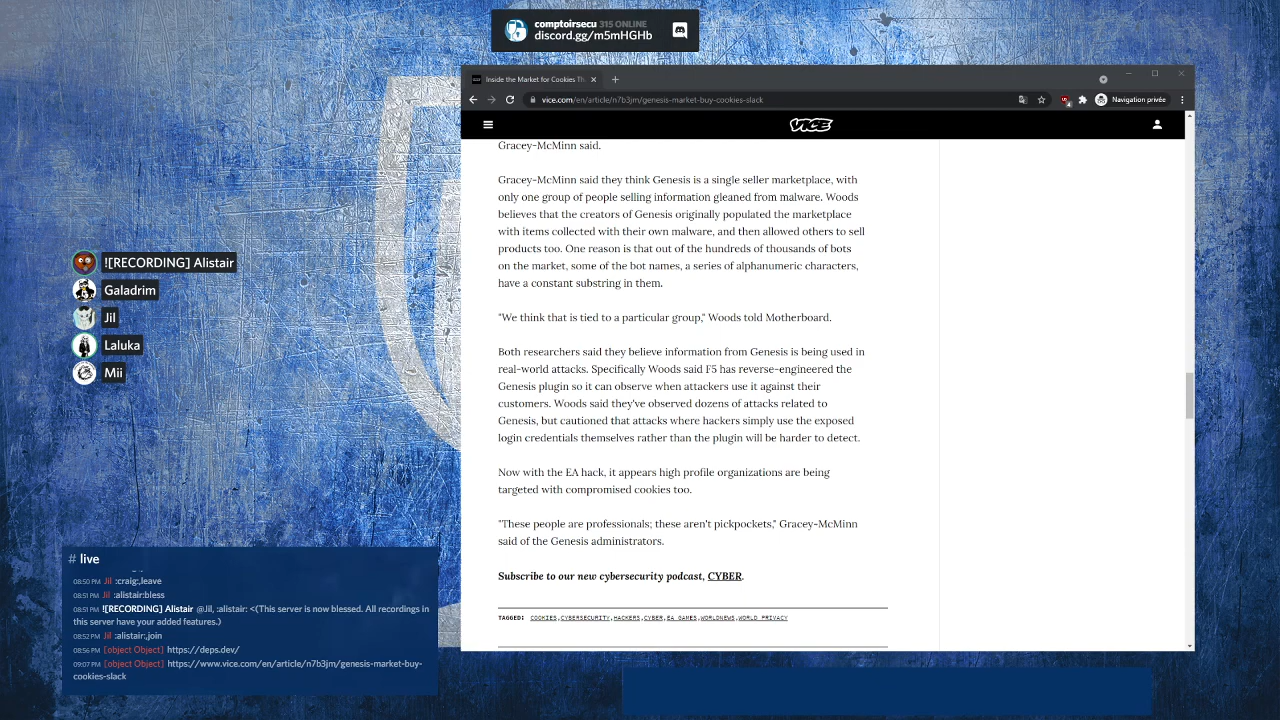 comptoirsecu 315 ONLINE
discord.gg/m5mHGHb
Inside the Market for Cookies Th
vice.com/en/article/n7b3jm/genesis-market-buy-cookies-slack
Navigation privée
VICE
Gracey-McMinn said.
Gracey-McMinn said they think Genesis is a single seller marketplace, with
only one group of people selling information gleaned from malware. Woods
believes that the creators of Genesis originally populated the marketplace
with items collected with their own malware, and then allowed others to sell
products too. One reason is that out of the hundreds of thousands of bots
on the market, some of the bot names, a series of alphanumeric characters,
have a constant substring in them.
"We think that is tied to a particular group," Woods told Motherboard.
Both researchers said they believe information from Genesis is being used in
real-world attacks. Specifically Woods said F5 has reverse-engineered the
Genesis plugin so it can observe when attackers use it against their
customers. Woods said they've observed dozens of attacks related to
Genesis, but cautioned that attacks where hackers simply use the exposed
login credentials themselves rather than the plugin will be harder to detect.
Now with the EA hack, it appears high profile organizations are being
targeted with compromised cookies too.
"These people are professionals; these aren't pickpockets," Gracey-McMinn
said of the Genesis administrators.
Subscribe to our new cybersecurity podcast, CYBER.
TAGGED: COOKIES, CYBERSECURITY, HACKERS, CYBER, EA GAMES, WORLDNEWS, WORLD PRIVACY
![RECORDING] Alistair
Galadrim
Jil
Laluka
Mii
# live
08:50 PM Jil :craig:,leave
08:51 PM Jil :alistair:bless
08:51 PM ![RECORDING] Alistair @Jil, :alistair: <(This server is now blessed. All recordings in
this server have your added features.)
08:52 PM Jil :alistair:,join
08:56 PM [object Object] https://deps.dev/
09:07 PM [object Object] https://www.vice.com/en/article/n7b3jm/genesis-market-buy-
cookies-slack